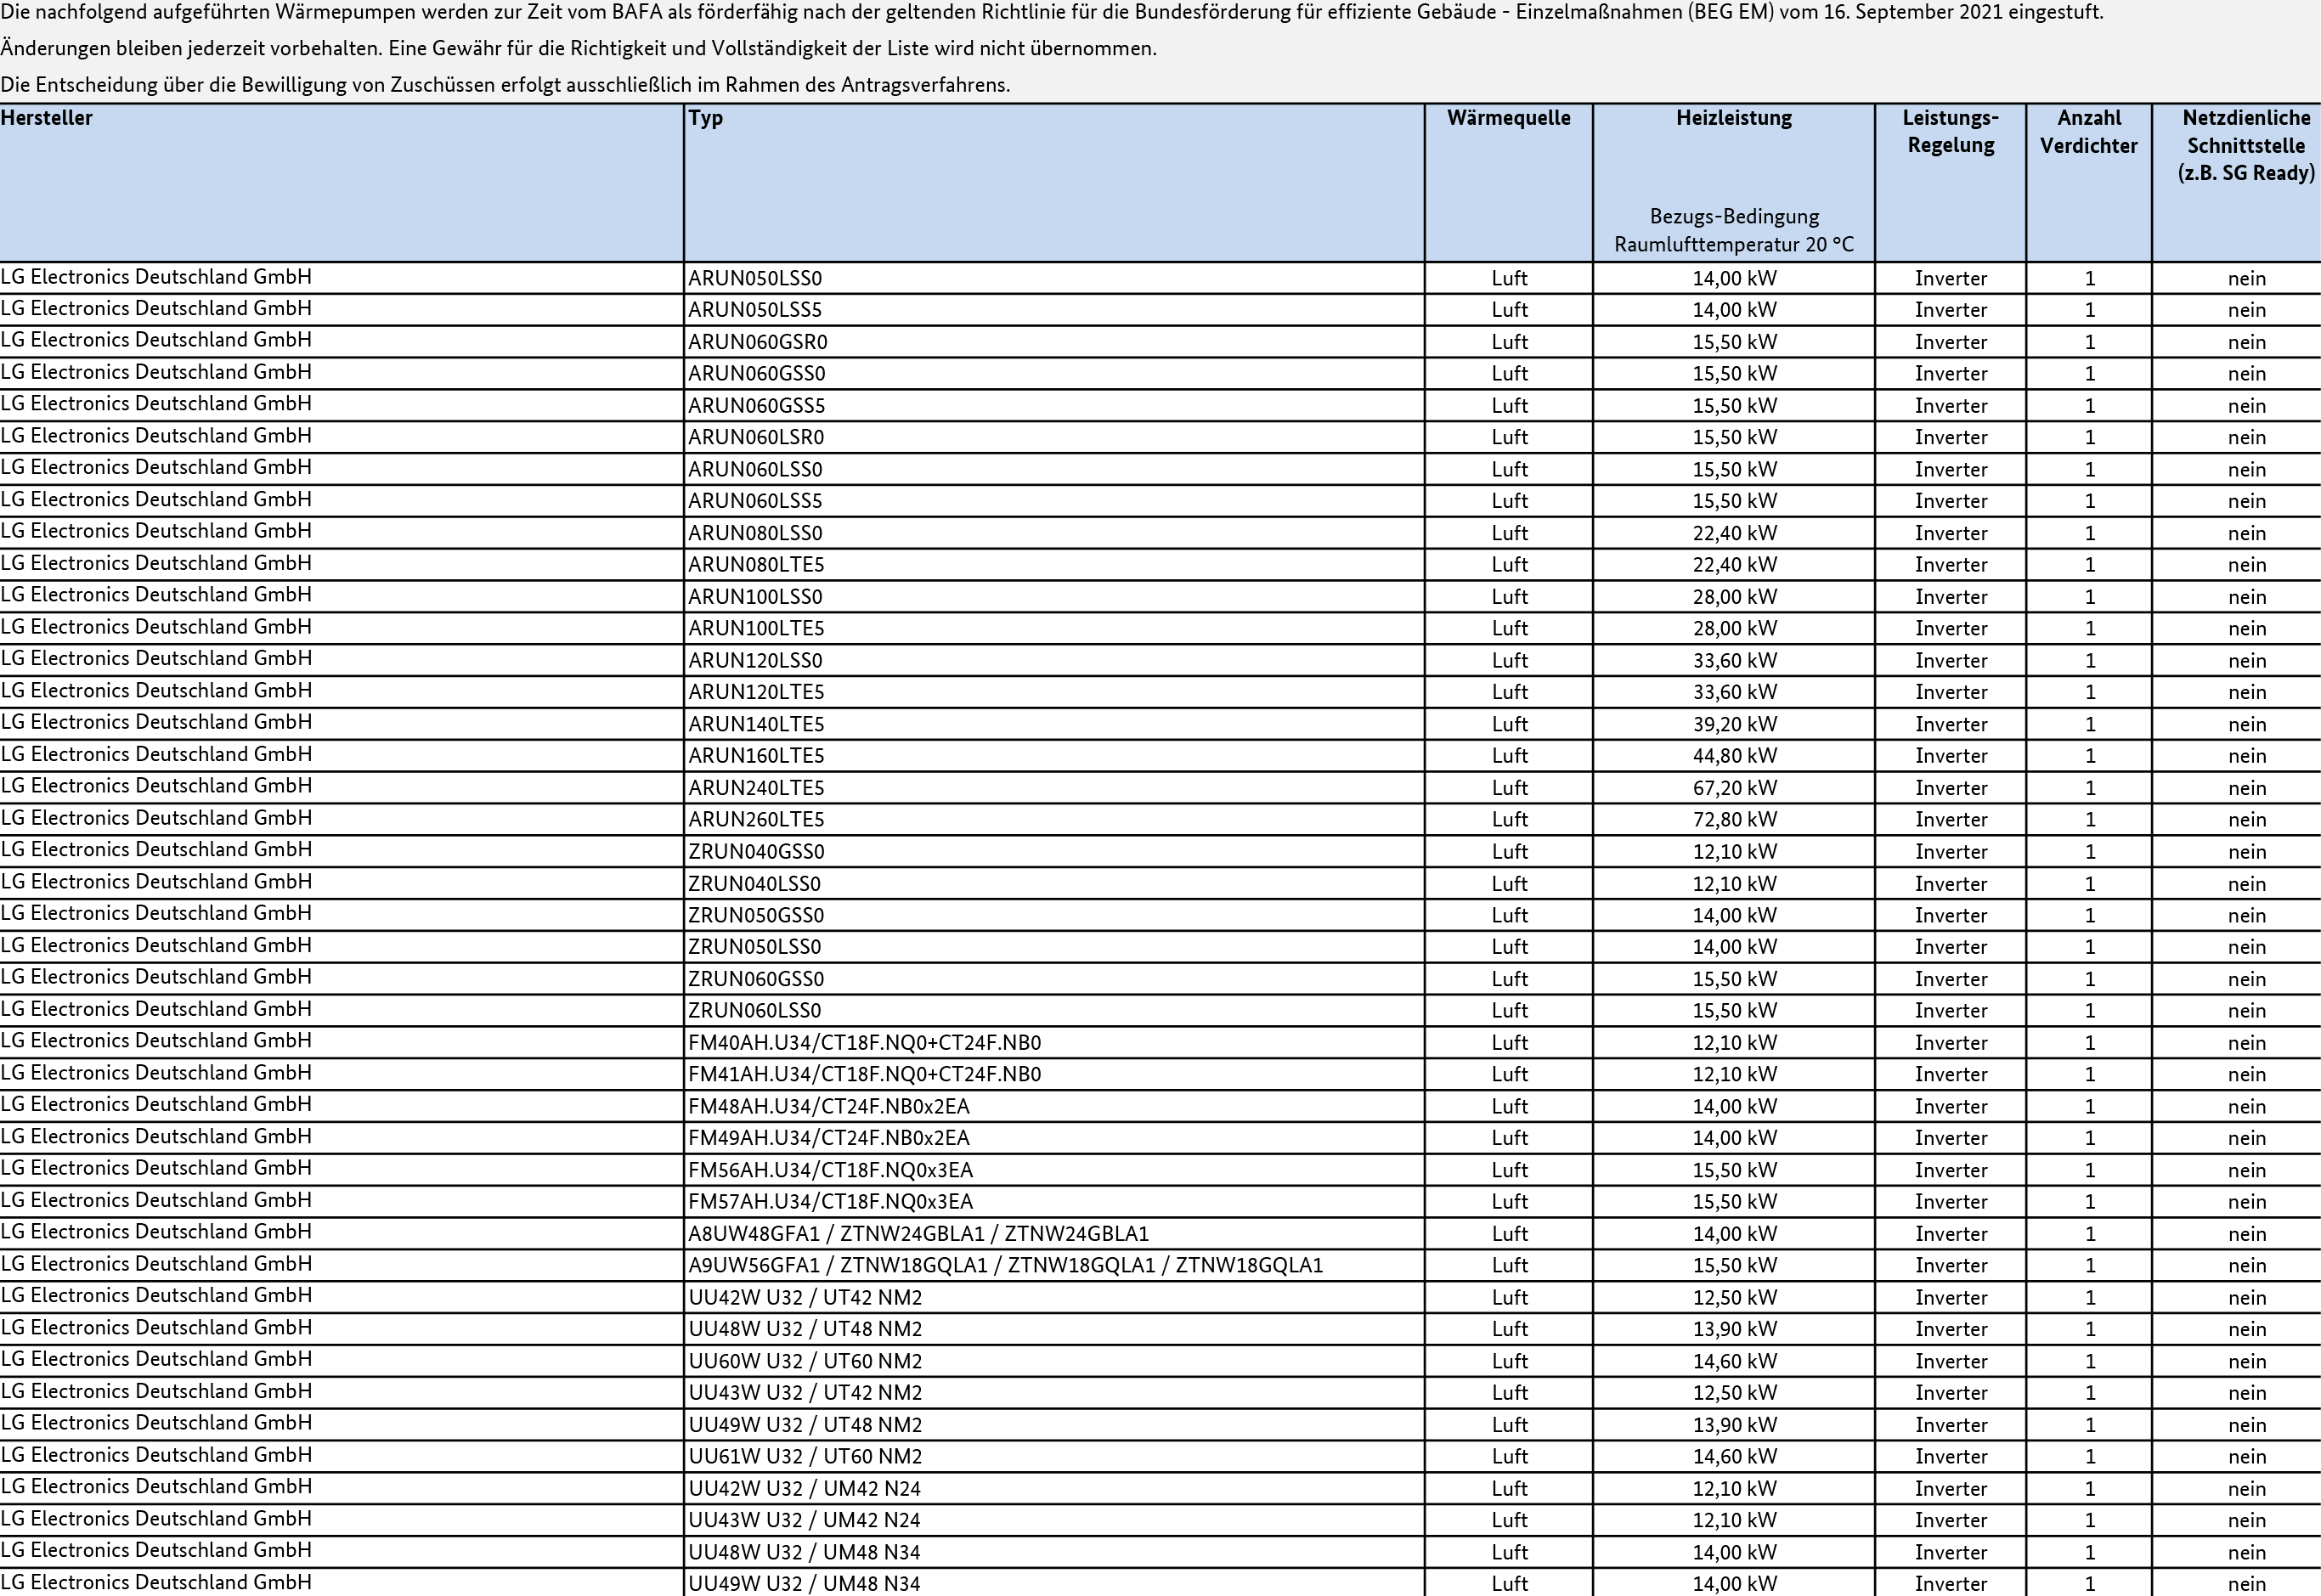 Die nachfolgend aufgeführten Wärmepumpen werden zur Zeit vom BAFA als förderfähig nach der geltenden Richtlinie für die Bundesförderung für effiziente Gebäude - Einzelmaßnahmen (BEG EM) vom 16. September 2021 eingestuft.
Änderungen bleiben jederzeit vorbehalten. Eine Gewähr für die Richtigkeit und Vollständigkeit der Liste wird nicht übernommen.
Die Entscheidung über die Bewilligung von Zuschüssen erfolgt ausschließlich im Rahmen des Antragsverfahrens.
Hersteller Typ Wärmequelle Heizleistung Leistungs- Anzahl Netzdienliche
Regelung Verdichter Schnittstelle
(z.B. SG Ready)
Bezugs-Bedingung
Raumlufttemperatur 20 °C
LG Electronics Deutschland GmbH ARUN050LSS0 Luft 14,00 kW Inverter 1 nein
LG Electronics Deutschland GmbH ARUN050LSS5 Luft 14,00 kW Inverter 1 nein
LG Electronics Deutschland GmbH ARUN060GSR0 Luft 15,50 kW Inverter 1 nein
LG Electronics Deutschland GmbH ARUN060GSS0 Luft 15,50 kW Inverter 1 nein
LG Electronics Deutschland GmbH ARUN060GSS5 Luft 15,50 kW Inverter 1 nein
LG Electronics Deutschland GmbH ARUN060LSR0 Luft 15,50 kW Inverter 1 nein
LG Electronics Deutschland GmbH ARUN060LSS0 Luft 15,50 kW Inverter 1 nein
LG Electronics Deutschland GmbH ARUN060LSS5 Luft 15,50 kW Inverter 1 nein
LG Electronics Deutschland GmbH ARUN080LSS0 Luft 22,40 kW Inverter 1 nein
LG Electronics Deutschland GmbH ARUN080LTE5 Luft 22,40 kW Inverter 1 nein
LG Electronics Deutschland GmbH ARUN100LSS0 Luft 28,00 kW Inverter 1 nein
LG Electronics Deutschland GmbH ARUN100LTE5 Luft 28,00 kW Inverter 1 nein
LG Electronics Deutschland GmbH ARUN120LSS0 Luft 33,60 kW Inverter 1 nein
LG Electronics Deutschland GmbH ARUN120LTE5 Luft 33,60 kW Inverter 1 nein
LG Electronics Deutschland GmbH ARUN140LTE5 Luft 39,20 kW Inverter 1 nein
LG Electronics Deutschland GmbH ARUN160LTE5 Luft 44,80 kW Inverter 1 nein
LG Electronics Deutschland GmbH ARUN240LTE5 Luft 67,20 kW Inverter 1 nein
LG Electronics Deutschland GmbH ARUN260LTE5 Luft 72,80 kW Inverter 1 nein
LG Electronics Deutschland GmbH ZRUN040GSS0 Luft 12,10 kW Inverter 1 nein
LG Electronics Deutschland GmbH ZRUN040LSS0 Luft 12,10 kW Inverter 1 nein
LG Electronics Deutschland GmbH ZRUN050GSS0 Luft 14,00 kW Inverter 1 nein
LG Electronics Deutschland GmbH ZRUN050LSS0 Luft 14,00 kW Inverter 1 nein
LG Electronics Deutschland GmbH ZRUN060GSS0 Luft 15,50 kW Inverter 1 nein
LG Electronics Deutschland GmbH ZRUN060LSS0 Luft 15,50 kW Inverter 1 nein
LG Electronics Deutschland GmbH FM40AH.U34/CT18F.NQ0+CT24F.NB0 Luft 12,10 kW Inverter 1 nein
LG Electronics Deutschland GmbH FM41AH.U34/CT18F.NQ0+CT24F.NB0 Luft 12,10 kW Inverter 1 nein
LG Electronics Deutschland GmbH FM48AH.U34/CT24F.NB0x2EA Luft 14,00 kW Inverter 1 nein
LG Electronics Deutschland GmbH FM49AH.U34/CT24F.NB0x2EA Luft 14,00 kW Inverter 1 nein
LG Electronics Deutschland GmbH FM56AH.U34/CT18F.NQ0x3EA Luft 15,50 kW Inverter 1 nein
LG Electronics Deutschland GmbH FM57AH.U34/CT18F.NQ0x3EA Luft 15,50 kW Inverter 1 nein
LG Electronics Deutschland GmbH A8UW48GFA1 / ZTNW24GBLA1 / ZTNW24GBLA1 Luft 14,00 kW Inverter 1 nein
LG Electronics Deutschland GmbH A9UW56GFA1 / ZTNW18GQLA1 / ZTNW18GQLA1 / ZTNW18GQLA1 Luft 15,50 kW Inverter 1 nein
LG Electronics Deutschland GmbH UU42W U32 / UT42 NM2 Luft 12,50 kW Inverter 1 nein
LG Electronics Deutschland GmbH UU48W U32 / UT48 NM2 Luft 13,90 kW Inverter 1 nein
LG Electronics Deutschland GmbH UU60W U32 / UT60 NM2 Luft 14,60 kW Inverter 1 nein
LG Electronics Deutschland GmbH UU43W U32 / UT42 NM2 Luft 12,50 kW Inverter 1 nein
LG Electronics Deutschland GmbH UU49W U32 / UT48 NM2 Luft 13,90 kW Inverter 1 nein
LG Electronics Deutschland GmbH UU61W U32 / UT60 NM2 Luft 14,60 kW Inverter 1 nein
LG Electronics Deutschland GmbH UU42W U32 / UM42 N24 Luft 12,10 kW Inverter 1 nein
LG Electronics Deutschland GmbH UU43W U32 / UM42 N24 Luft 12,10 kW Inverter 1 nein
LG Electronics Deutschland GmbH UU48W U32 / UM48 N34 Luft 14,00 kW Inverter 1 nein
LG Electronics Deutschland GmbH UU49W U32 / UM48 N34 Luft 14,00 kW Inverter 1 nein